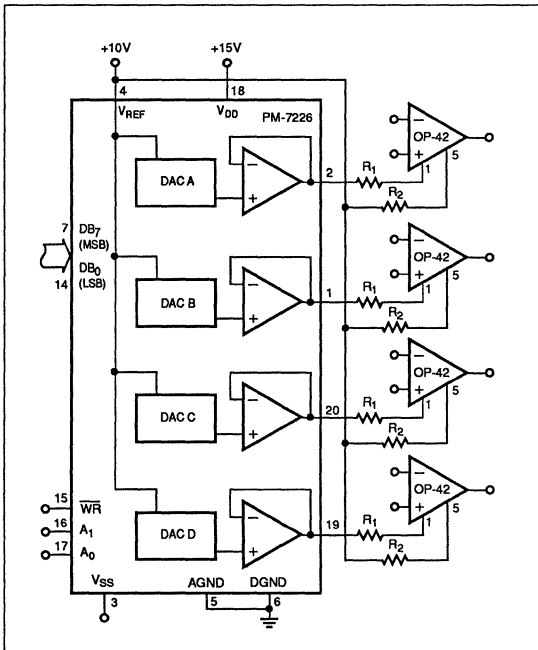 +10V
+15V
4
18
V_REF
V_DD
PM-7226
DAC A
−
+
2
R1
R2
−
OP-42
+
1
5
7
DB7
(MSB)
DB0
14
(LSB)
DAC B
−
+
1
R1
R2
−
OP-42
+
1
5
DAC C
−
+
20
R1
R2
−
OP-42
+
1
5
15
WR
16
A1
17
A0
DAC D
−
+
19
R1
R2
−
OP-42
+
1
5
VSS
AGND
DGND
3
5
6